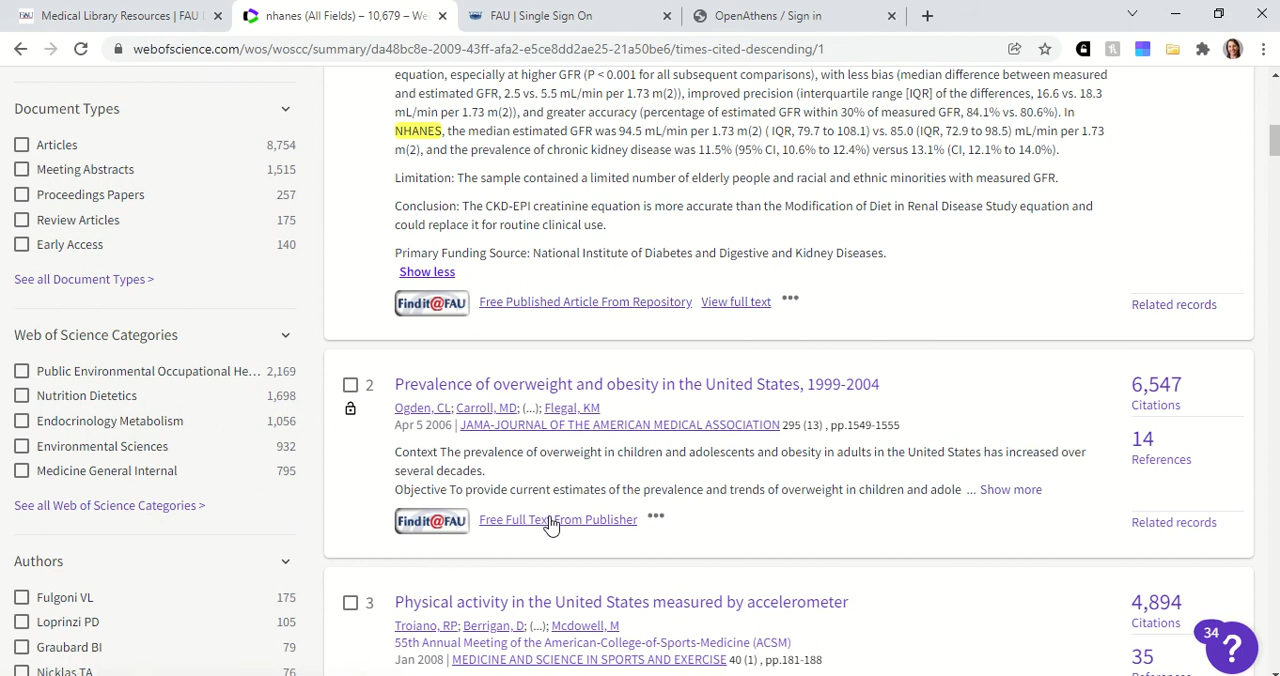 FAU Medical Library Resources | FAU
nhanes (All Fields) – 10,679 – We
FAU | Single Sign On
OpenAthens / Sign in
webofscience.com/wos/woscc/summary/da48bc8e-2009-43ff-afa2-e5e8dd2ae25-21a50be6/times-cited-descending/1
equation, especially at higher GFR (P < 0.001 for all subsequent comparisons), with less bias (median difference between measured
and estimated GFR, 2.5 vs. 5.5 mL/min per 1.73 m(2)), improved precision (interquartile range [IQR] of the differences, 16.6 vs. 18.3
mL/min per 1.73 m(2)), and greater accuracy (percentage of estimated GFR within 30% of measured GFR, 84.1% vs. 80.6%). In
NHANES, the median estimated GFR was 94.5 mL/min per 1.73 m(2) ( IQR, 79.7 to 108.1) vs. 85.0 (IQR, 72.9 to 98.5) mL/min per 1.73
m(2), and the prevalence of chronic kidney disease was 11.5% (95% CI, 10.6% to 12.4%) versus 13.1% (CI, 12.1% to 14.0%).
Limitation: The sample contained a limited number of elderly people and racial and ethnic minorities with measured GFR.
Conclusion: The CKD-EPI creatinine equation is more accurate than the Modification of Diet in Renal Disease Study equation and
could replace it for routine clinical use.
Primary Funding Source: National Institute of Diabetes and Digestive and Kidney Diseases.
Show less
Findit@FAU Free Published Article From Repository View full text •••
Related records
Document Types
Articles 8,754
Meeting Abstracts 1,515
Proceedings Papers 257
Review Articles 175
Early Access 140
See all Document Types >
Web of Science Categories
Public Environmental Occupational He... 2,169
Nutrition Dietetics 1,698
Endocrinology Metabolism 1,056
Environmental Sciences 932
Medicine General Internal 795
See all Web of Science Categories >
Authors
Fulgoni VL 175
Loprinzi PD 105
Graubard BI 79
Nicklas TA 76
2 Prevalence of overweight and obesity in the United States, 1999-2004
Ogden, CL; Carroll, MD; (...); Flegal, KM
Apr 5 2006 | JAMA-JOURNAL OF THE AMERICAN MEDICAL ASSOCIATION 295 (13) , pp.1549-1555
Context The prevalence of overweight in children and adolescents and obesity in adults in the United States has increased over
several decades.
Objective To provide current estimates of the prevalence and trends of overweight in children and adole ... Show more
Findit@FAU Free Full Text From Publisher •••
6,547
Citations
14
References
Related records
3 Physical activity in the United States measured by accelerometer
Troiano, RP; Berrigan, D; (...); Mcdowell, M
55th Annual Meeting of the American-College-of-Sports-Medicine (ACSM)
Jan 2008 | MEDICINE AND SCIENCE IN SPORTS AND EXERCISE 40 (1) , pp.181-188
4,894
Citations
35
References
34
?